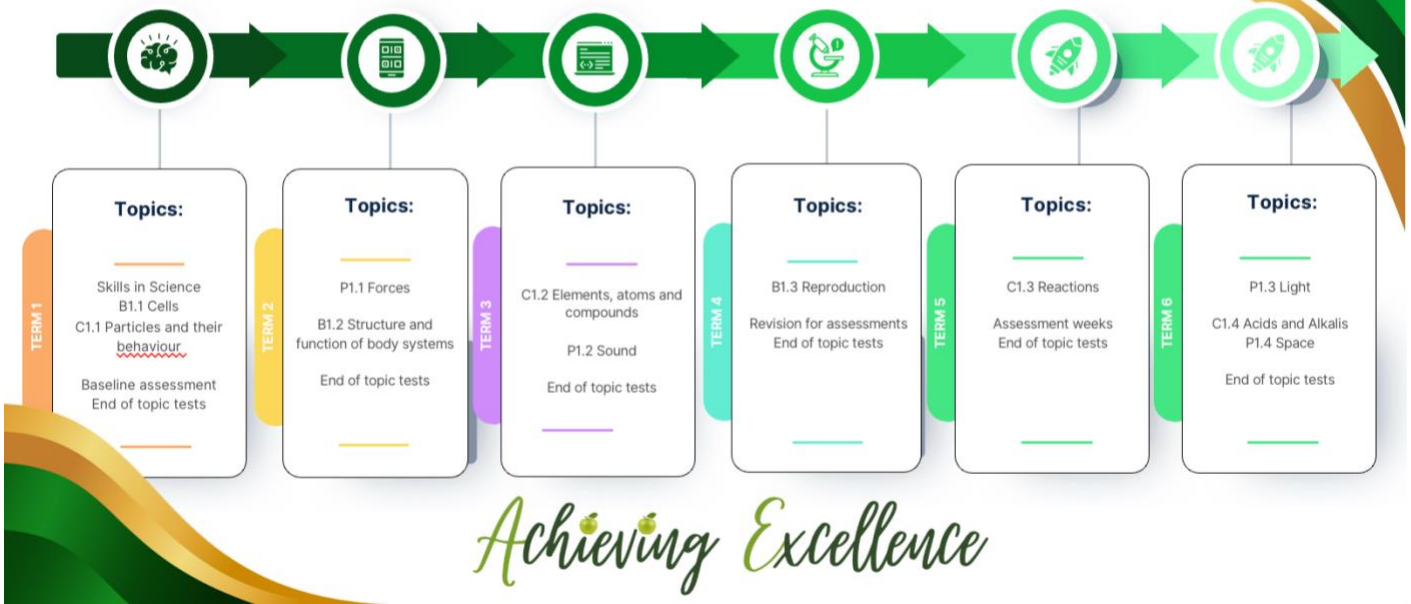 TERM 1
Topics:
Skills in Science
B1.1 Cells
C1.1 Particles and their
behaviour
Baseline assessment
End of topic tests
TERM 2
Topics:
P1.1 Forces
B1.2 Structure and
function of body systems
End of topic tests
TERM 3
Topics:
C1.2 Elements, atoms and
compounds
P1.2 Sound
End of topic tests
TERM 4
Topics:
B1.3 Reproduction
Revision for assessments
End of topic tests
TERM 5
Topics:
C1.3 Reactions
Assessment weeks
End of topic tests
TERM 6
Topics:
P1.3 Light
C1.4 Acids and Alkalis
P1.4 Space
End of topic tests
Achieving Excellence